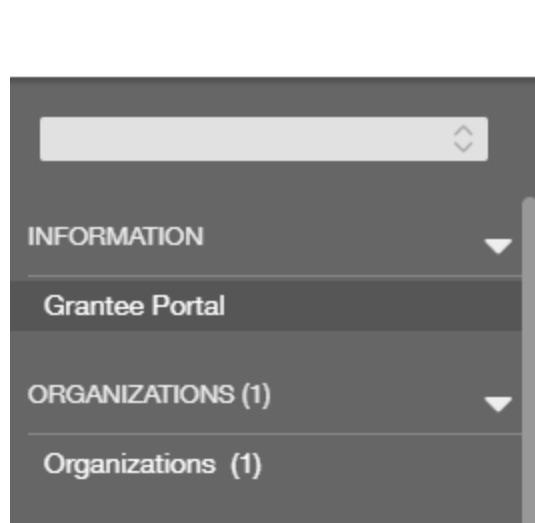 INFORMATION
Grantee Portal
ORGANIZATIONS (1)
Organizations (1)